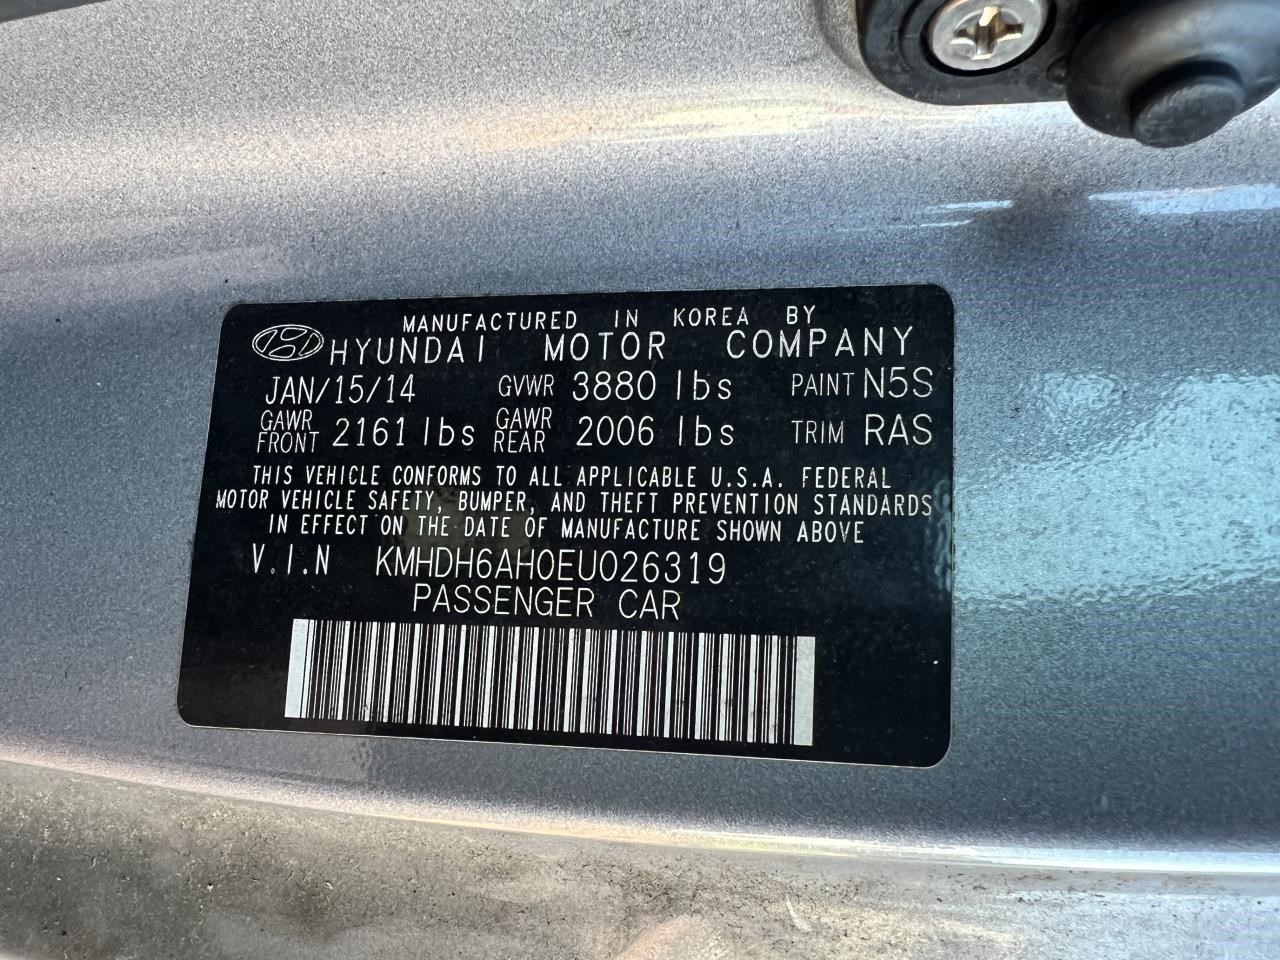 MANUFACTURED IN KOREA BY
HYUNDAI MOTOR COMPANY
JAN/15/14 GVWR 3880 lbs PAINT N5S
GAWR FRONT 2161 lbs GAWR REAR 2006 lbs TRIM RAS
THIS VEHICLE CONFORMS TO ALL APPLICABLE U.S.A. FEDERAL
MOTOR VEHICLE SAFETY, BUMPER, AND THEFT PREVENTION STANDARDS
IN EFFECT ON THE DATE OF MANUFACTURE SHOWN ABOVE
V.I.N KMHDH6AH0EU026319
PASSENGER CAR